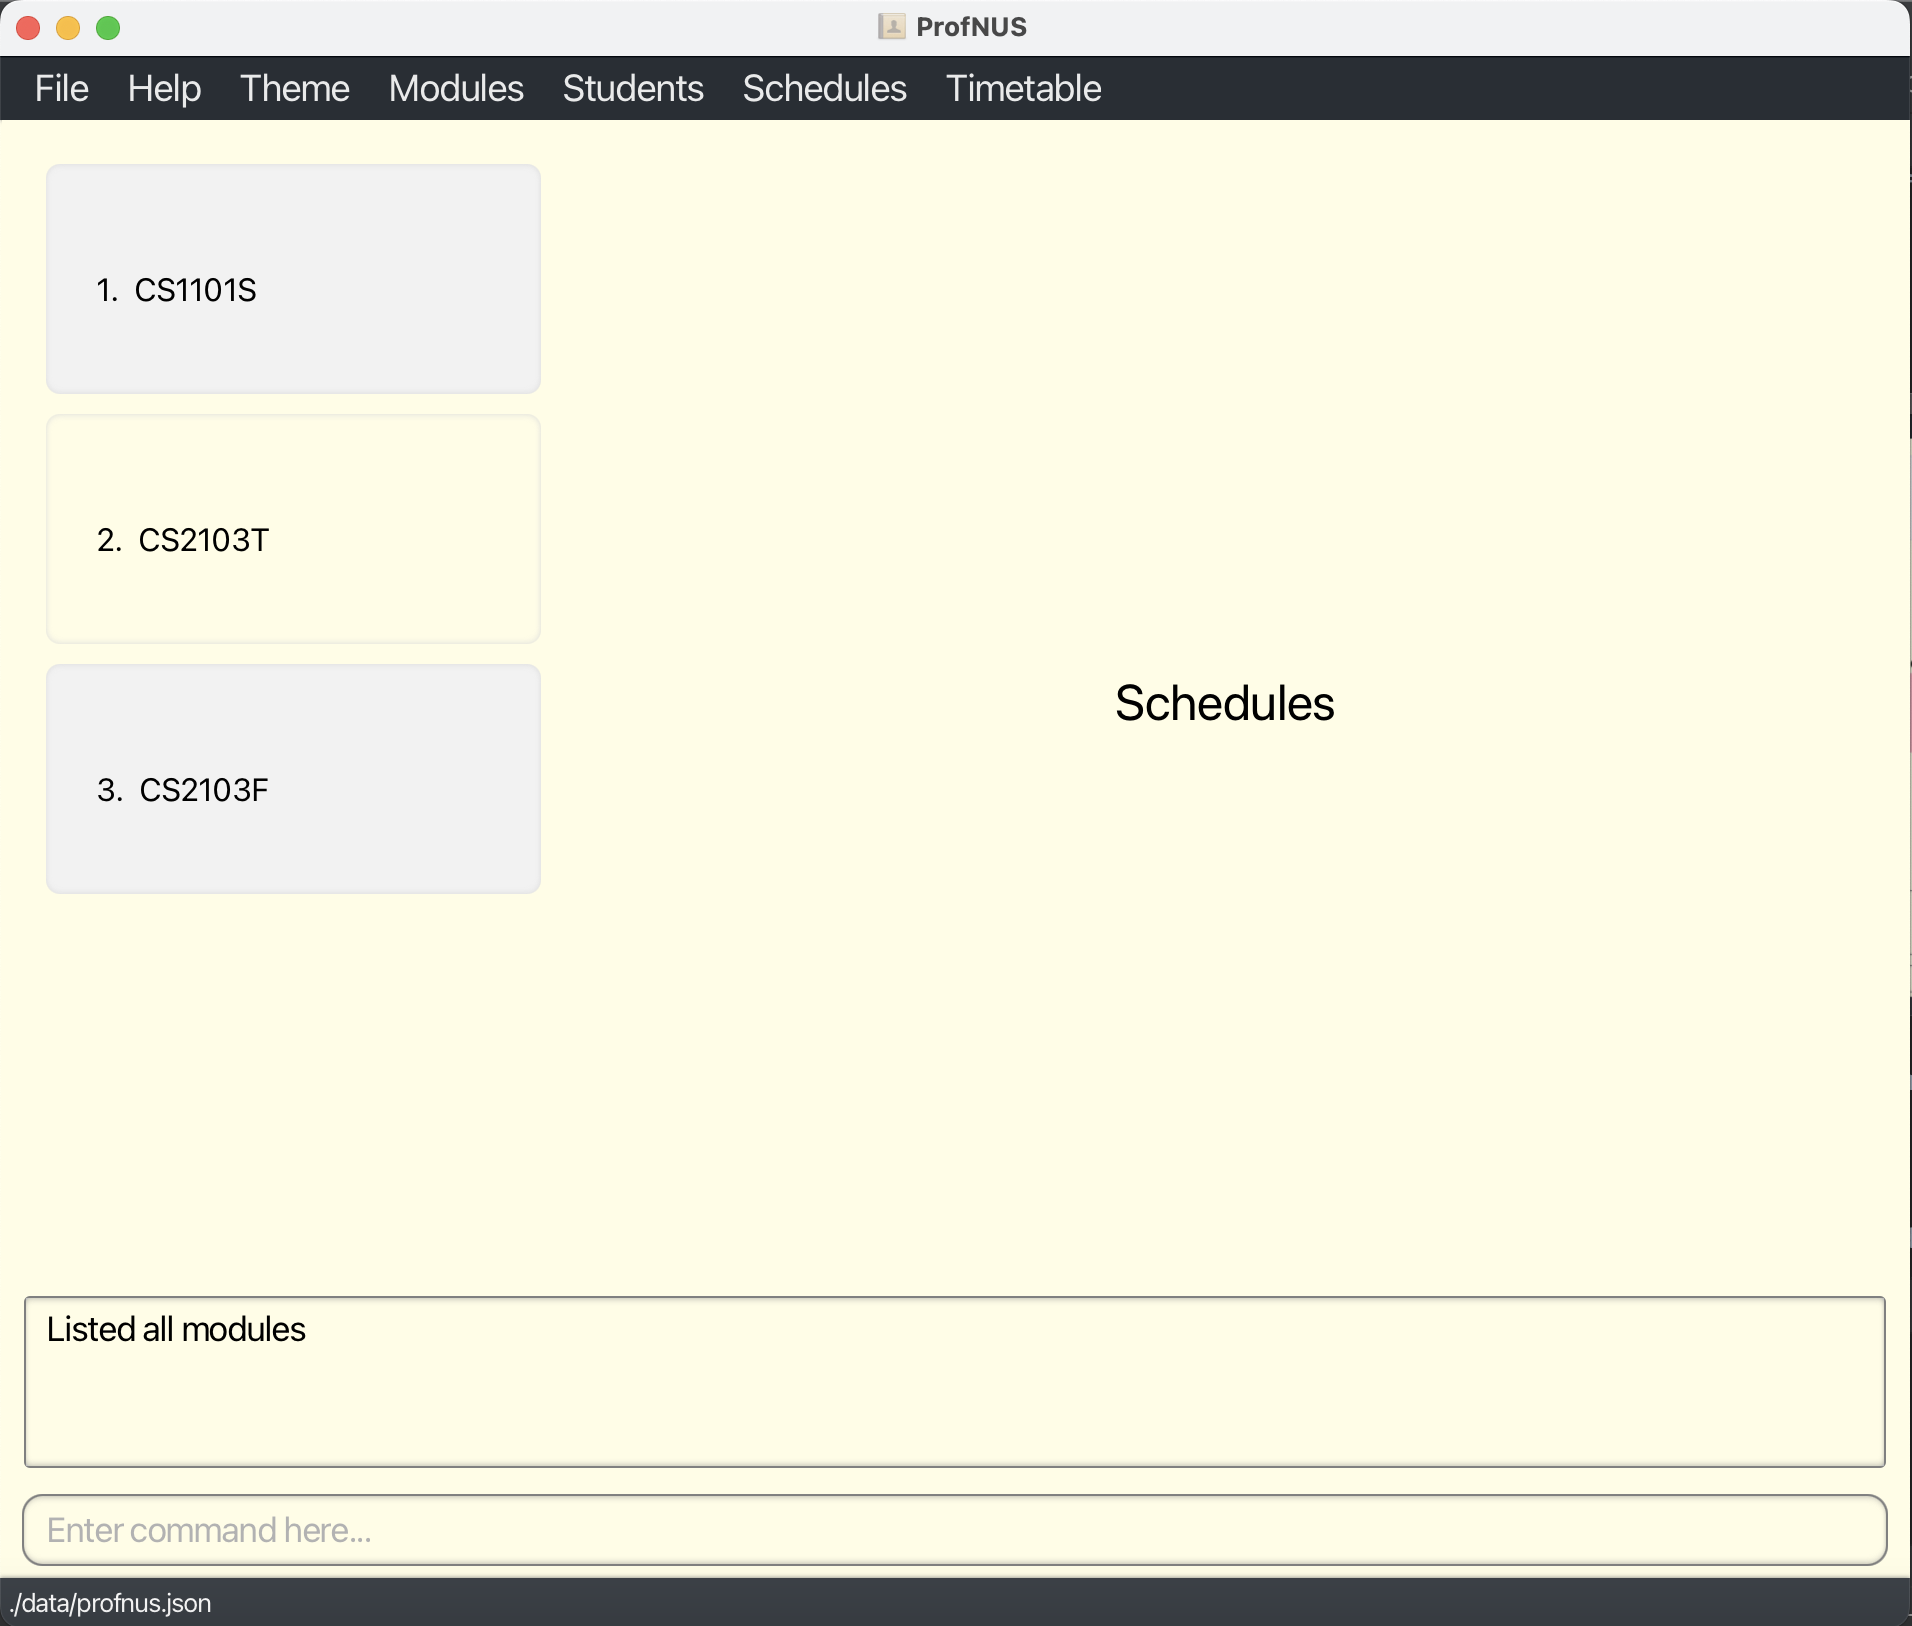 ProfNUS
File Help Theme Modules Students Schedules Timetable
1. CS1101S
2. CS2103T
3. CS2103F
Schedules
Listed all modules
Enter command here...
./data/profnus.json